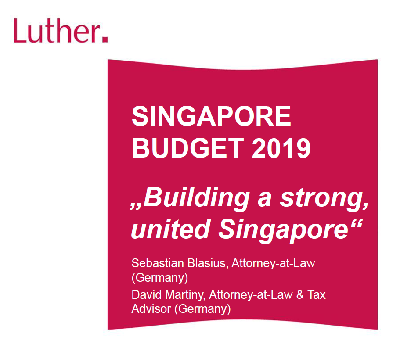 Luther.
SINGAPORE
BUDGET 2019
„Building a strong,
united Singapore“
Sebastian Blasius, Attorney-at-Law
(Germany)
David Martiny, Attorney-at-Law & Tax
Advisor (Germany)